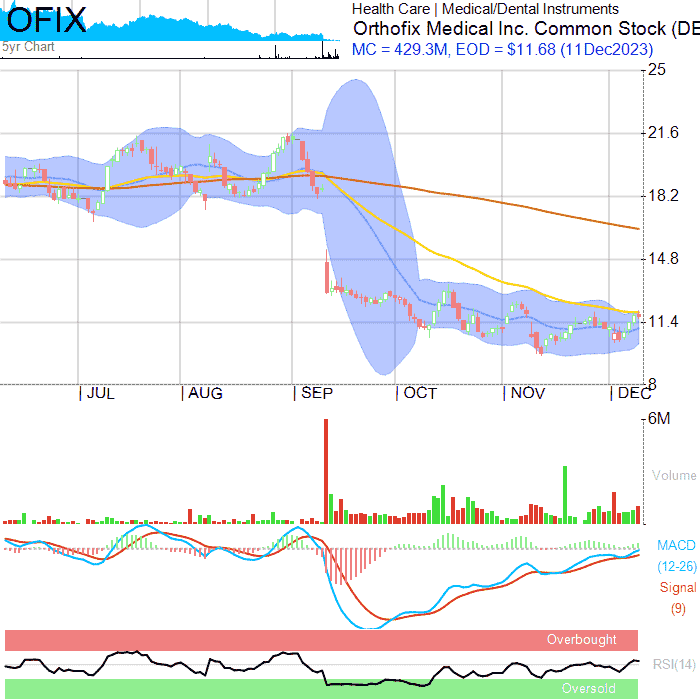 OFIX
Health Care | Medical/Dental Instruments
Orthofix Medical Inc. Common Stock (DE
5yr Chart
MC = 429.3M, EOD = $11.68 (11Dec2023)
25
21.6
18.2
14.8
11.4
8
JUL AUG SEP OCT NOV DEC
6M
Volume
MACD
(12-26)
Signal
(9)
Overbought
RSI(14)
Oversold